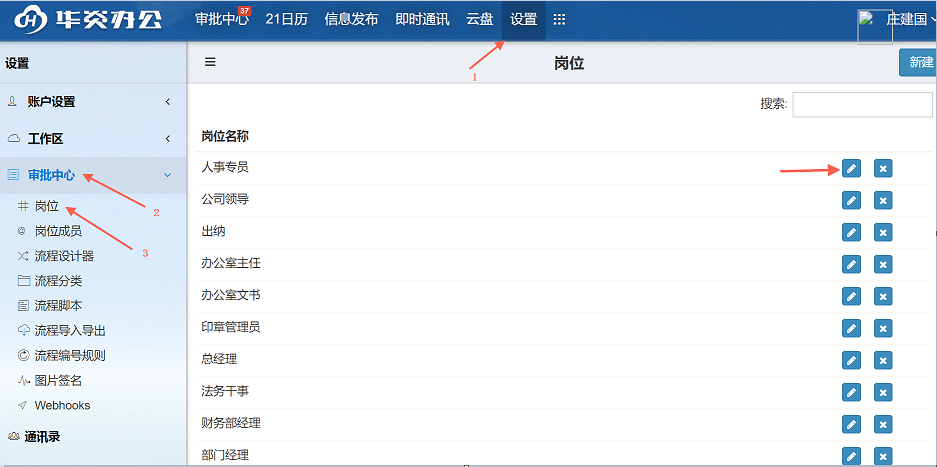 华炎办公 审批中心 37 21日历 信息发布 即时通讯 云盘 设置 庄建国
设置 岗位 新建
1
账户设置
搜索:
工作区
岗位名称
审批中心
人事专员
岗位
2
公司领导
岗位成员
出纳
3
流程设计器
办公室主任
流程分类
办公室文书
流程脚本
流程导入导出
印章管理员
流程编号规则
总经理
图片签名
法务干事
Webhooks
财务部经理
通讯录
部门经理